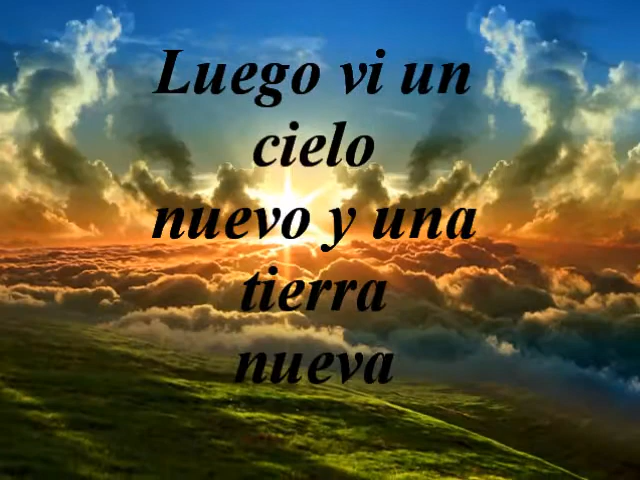 Luego vi un
cielo
nuevo y una
tierra
nueva